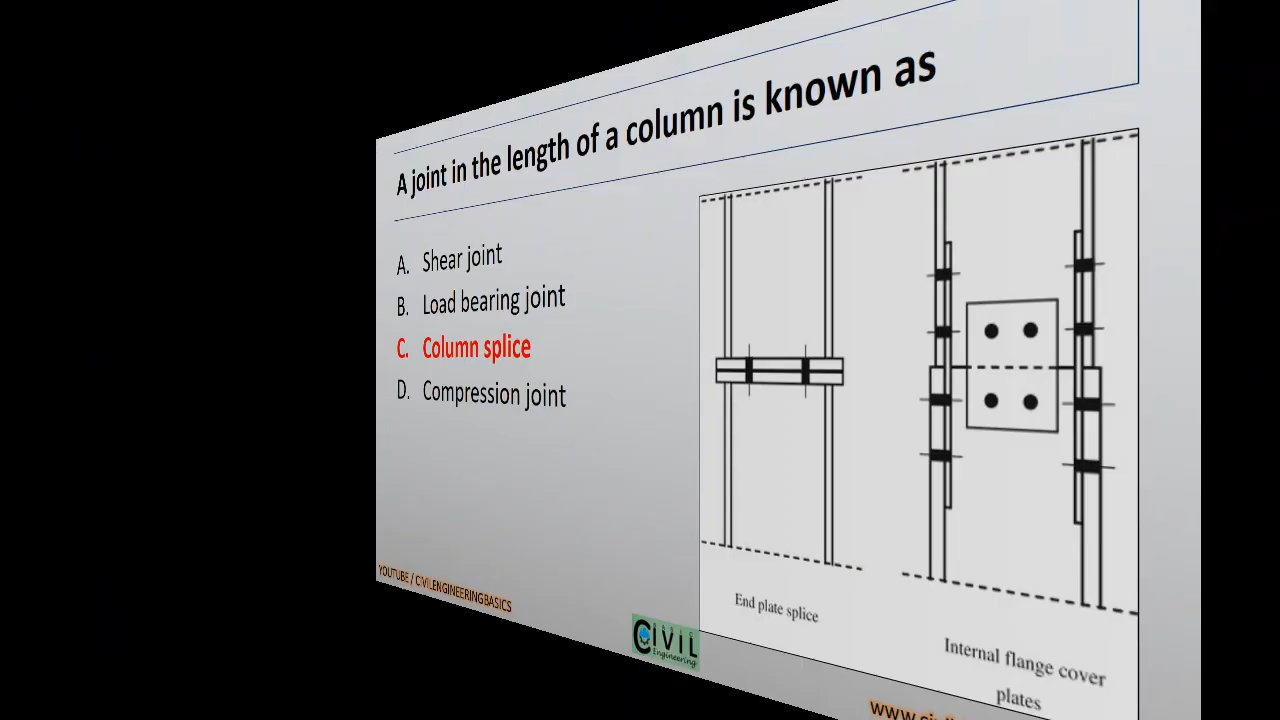 A joint in the length of a column is known as
A. Shear joint
B. Load bearing joint
C. Column splice
D. Compression joint
End plate splice
Internal flange cover
plates
YOUTUBE / CIVILENGINEERINGBASICS
CIVIL
Engineering